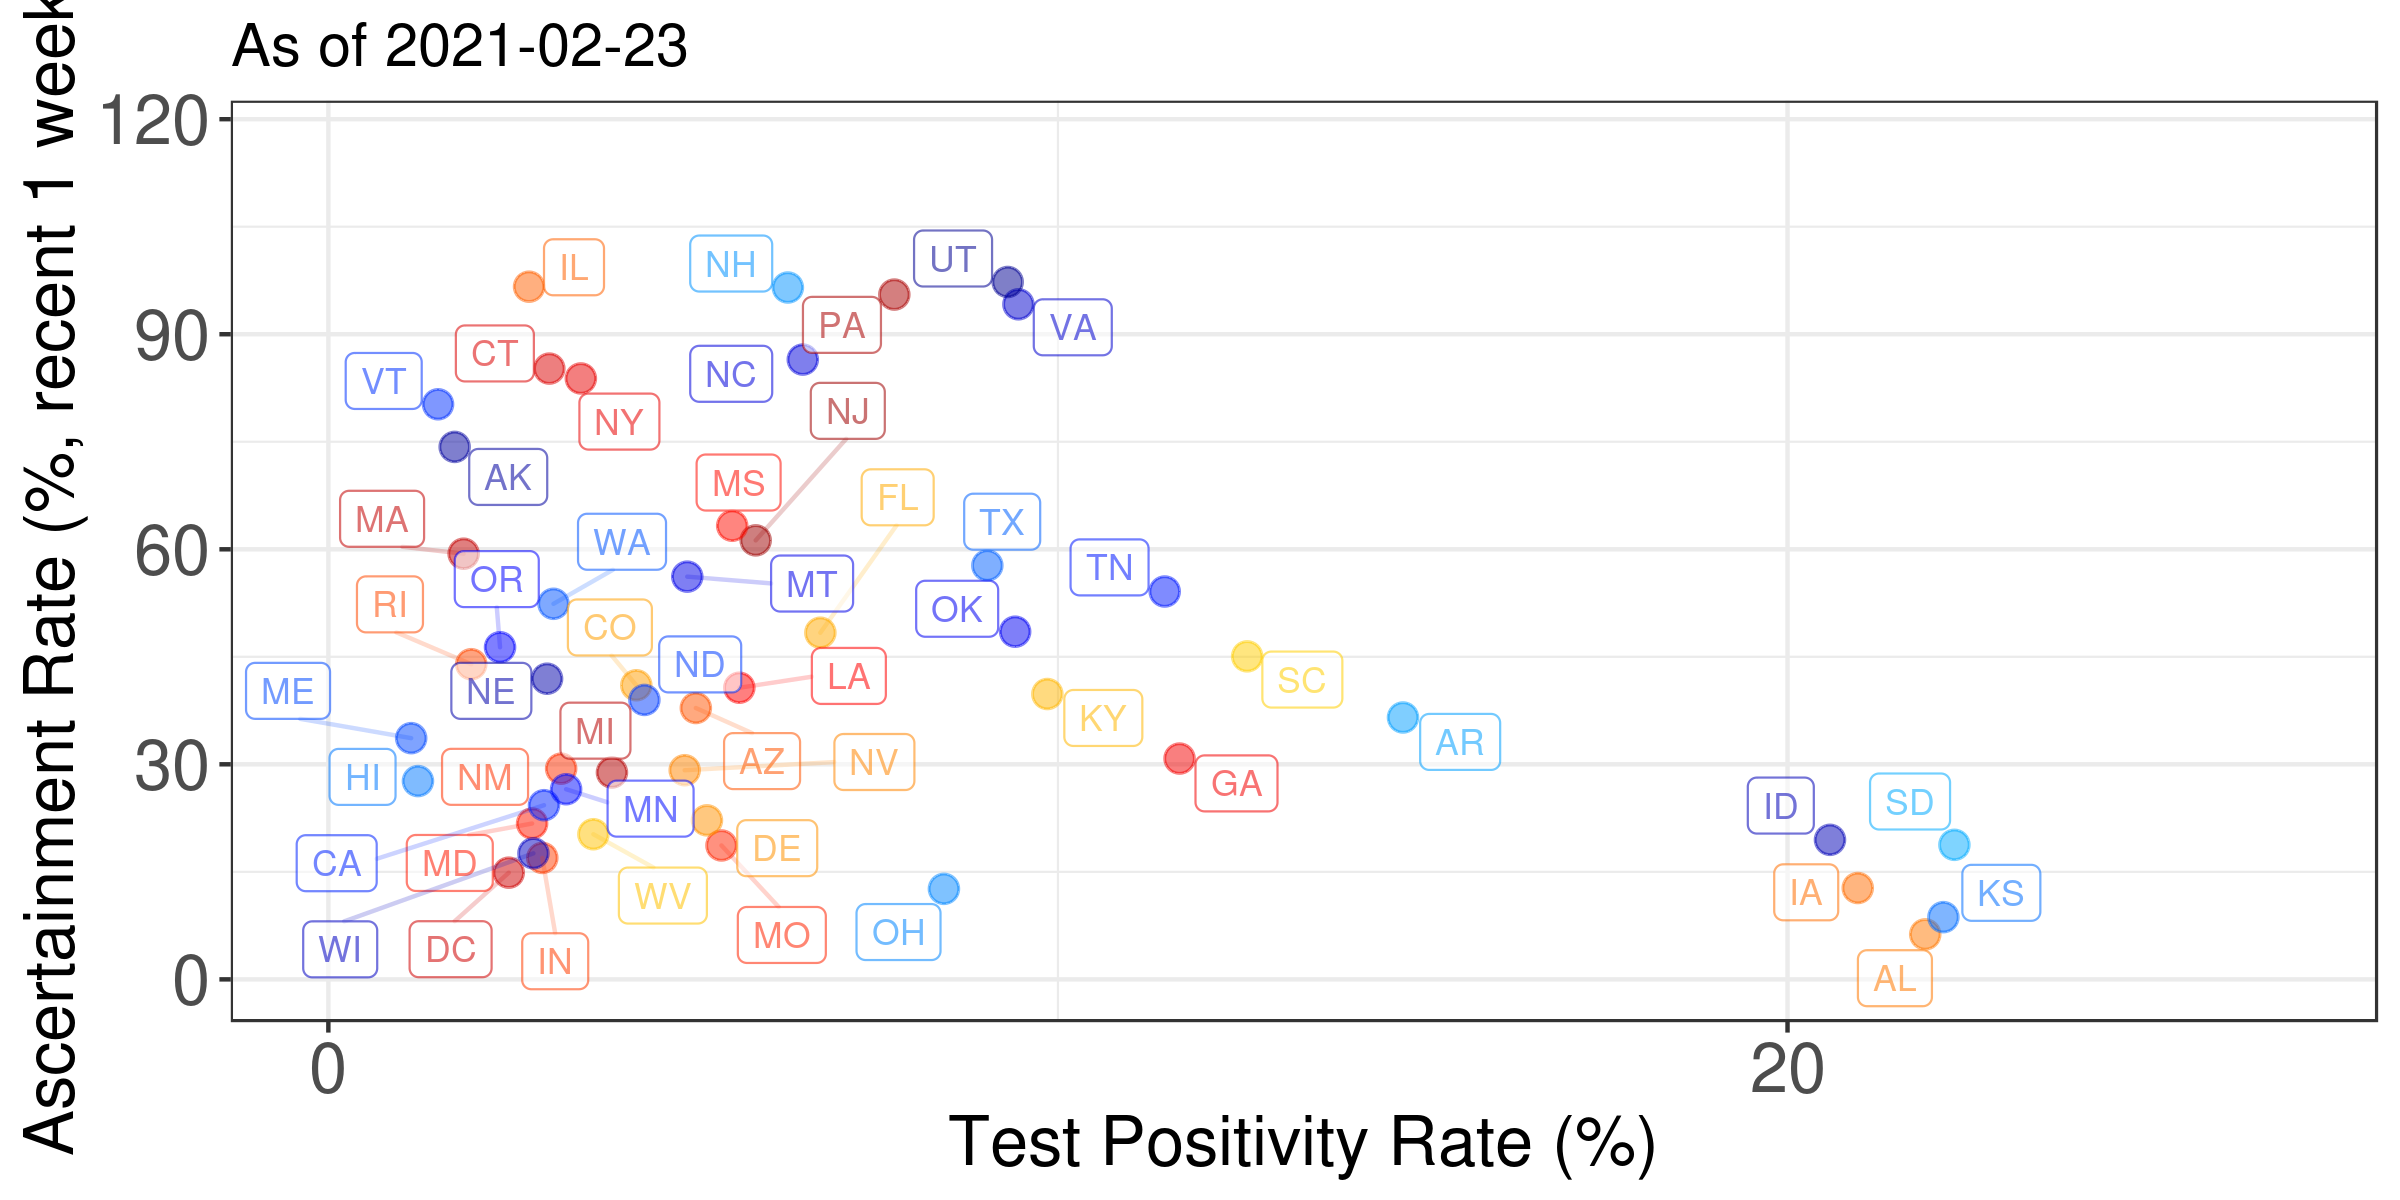 As of 2021-02-23
Ascertainment Rate (%, recent 1 week
120
90
60
30
0
IL
NH
UT
PA
VA
CT
NC
VT
NY
NJ
AK
MS
FL
MA
WA
TX
OR
MT
TN
RI
CO
OK
ND
LA
SC
ME
NE
KY
MI
AR
HI
NM
AZ
NV
GA
MN
ID
SD
CA
MD
DE
WV
IA
KS
WI
DC
IN
MO
OH
AL
0
20
Test Positivity Rate (%)